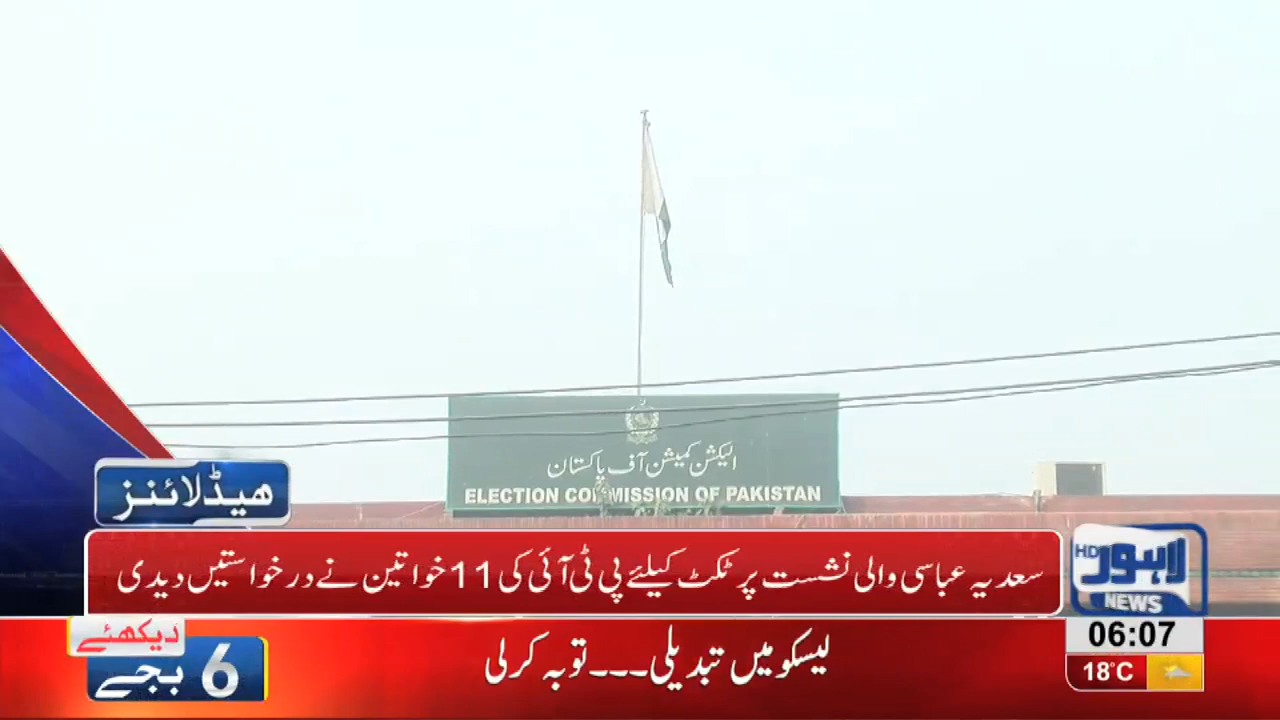 الیکشن کمیشن آف پاکستان
ELECTION COMMISSION OF PAKISTAN
ھیڈلائنز
سعدیہ عباسی والی نشست پر ٹکٹ کیلئے پی ٹی آئی کی 11 خواتین نے درخواستیں دیدی
HD لاہور
NEWS
06:07
18°C
دیکھئے
6 بجے
لیسکو میں تبدیلی۔۔۔ توبہ کرلی